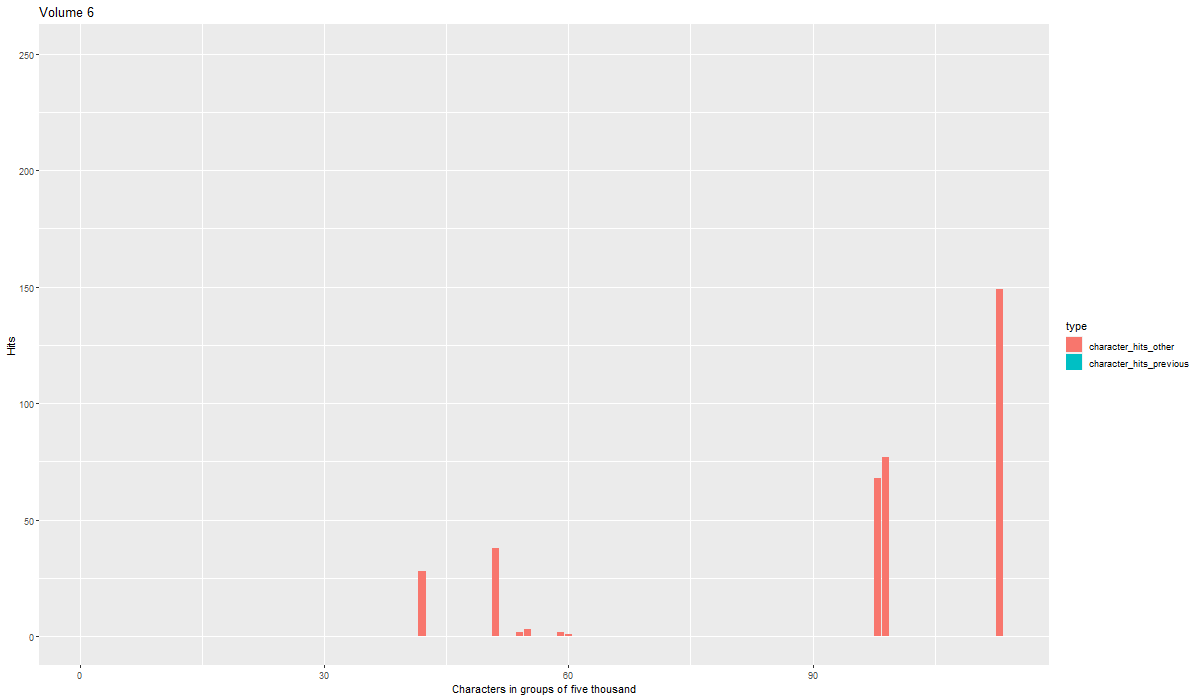 Volume 6
250
200
150
100
50
0
Hits
0 30 60 90
Characters in groups of five thousand
type
character_hits_other
character_hits_previous